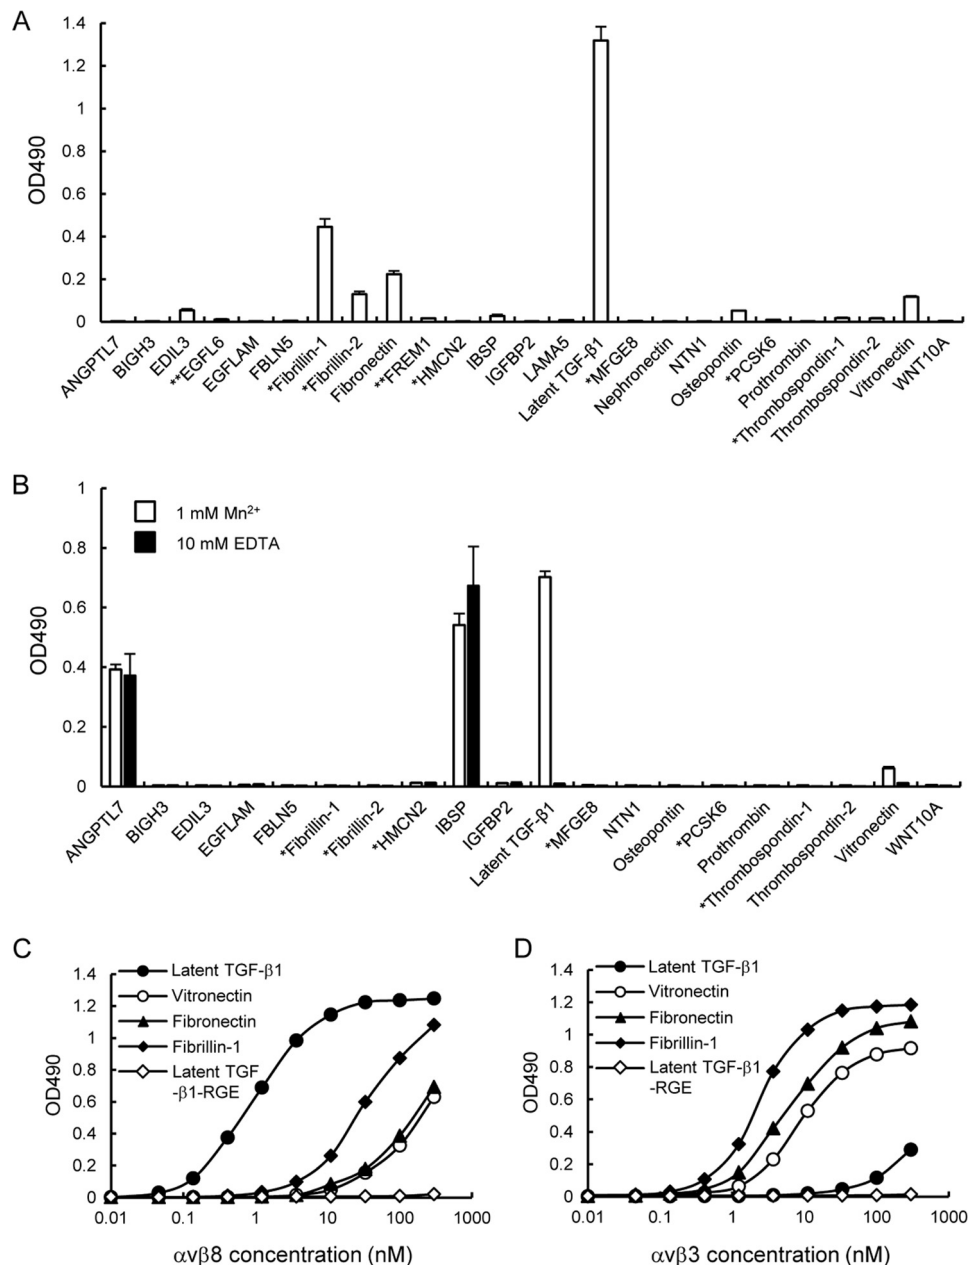 A
1.4
1.2
1
0.8
0.6
0.4
0.2
0
OD490
ANGPTL7
BIGH3
EDIL3
**EGFL6
EGFLAM
FBLN5
*Fibrillin-1
*Fibrillin-2
Fibronectin
**FREM1
*HMCN2
IBSP
IGFBP2
LAMA5
Latent TGF-β1
*MFGE8
Nephronectin
NTN1
Osteopontin
*PCSK6
Prothrombin
*Thrombospondin-1
Thrombospondin-2
Vitronectin
WNT10A
B
1
0.8
0.6
0.4
0.2
0
OD490
1 mM Mn²⁺
10 mM EDTA
ANGPTL7
BIGH3
EDIL3
EGFLAM
FBLN5
*Fibrillin-1
*Fibrillin-2
*HMCN2
IBSP
IGFBP2
Latent TGF-β1
*MFGE8
NTN1
Osteopontin
*PCSK6
Prothrombin
*Thrombospondin-1
Thrombospondin-2
Vitronectin
WNT10A
C
Latent TGF-β1
Vitronectin
Fibronectin
Fibrillin-1
Latent TGF
-β1-RGE
1.4
1.2
1
0.8
0.6
0.4
0.2
0
OD490
0.01 0.1 1 10 100 1000
αvβ8 concentration (nM)
D
Latent TGF-β1
Vitronectin
Fibronectin
Fibrillin-1
Latent TGF-β1
-RGE
1.4
1.2
1
0.8
0.6
0.4
0.2
0
OD490
0.01 0.1 1 10 100 1000
αvβ3 concentration (nM)